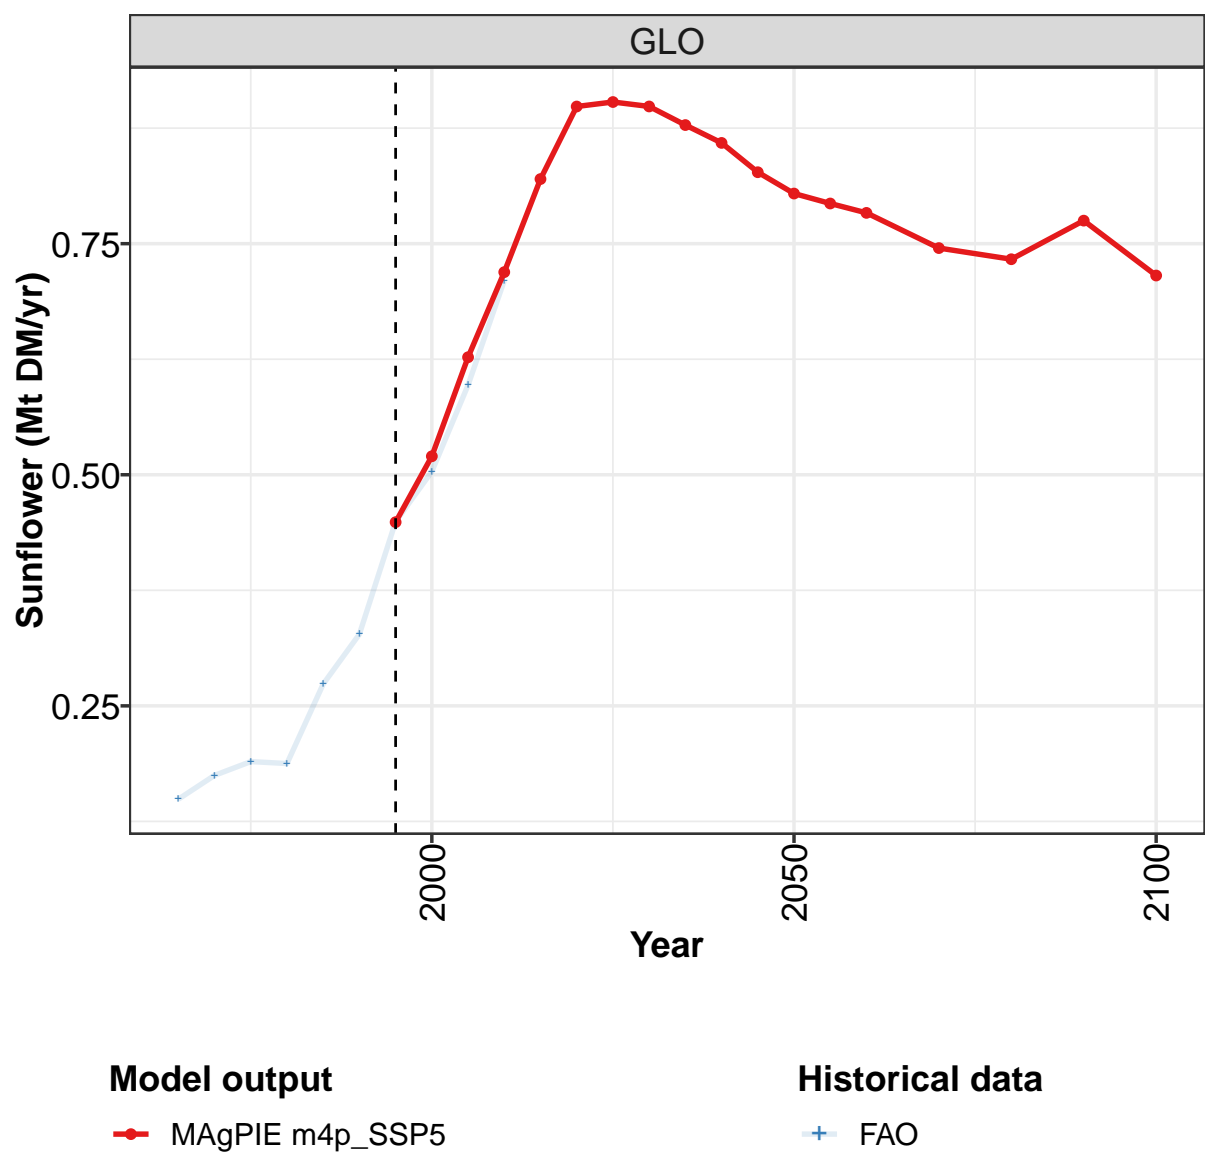 GLO
Sunflower (Mt DM/yr)
0.75
0.50
0.25
2000
2050
2100
Year
Model output
MAgPIE m4p_SSP5
Historical data
FAO